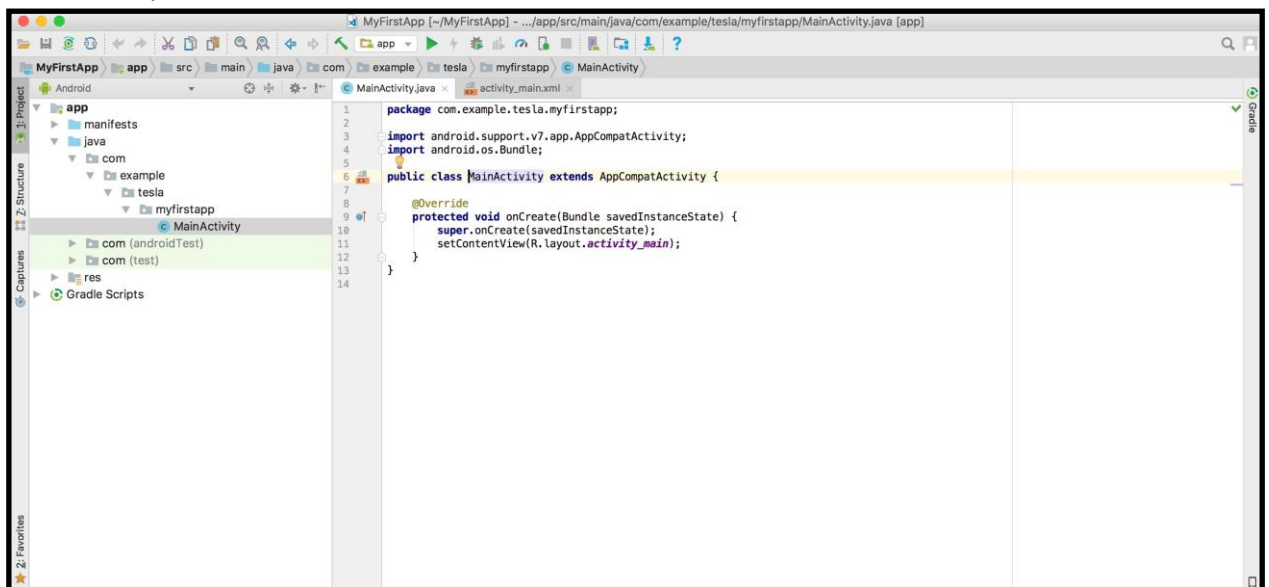 MyFirstApp [~/MyFirstApp] - .../app/src/main/java/com/example/tesla/myfirstapp/MainActivity.java [app]
app
MyFirstApp app src main java com example tesla myfirstapp MainActivity
Android
MainActivity.java activity_main.xml
1: Project
Z: Structure
Captures
2: Favorites
app
manifests
java
com
example
tesla
myfirstapp
MainActivity
com (androidTest)
com (test)
res
Gradle Scripts
1 package com.example.tesla.myfirstapp;
2
3 import android.support.v7.app.AppCompatActivity;
4 import android.os.Bundle;
5
6 public class MainActivity extends AppCompatActivity {
7
8 @Override
9 protected void onCreate(Bundle savedInstanceState) {
10 super.onCreate(savedInstanceState);
11 setContentView(R.layout.activity_main);
12 }
13 }
14
Gradle